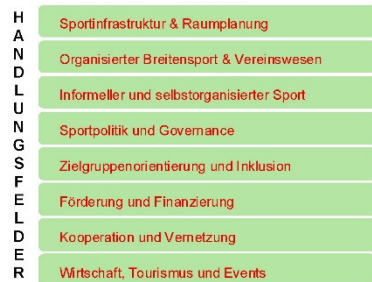 HANDLUNGSFELDER
Sportinfrastruktur & Raumplanung
Organisierter Breitensport & Vereinswesen
Informeller und selbstorganisierter Sport
Sportpolitik und Governance
Zielgruppenorientierung und Inklusion
Förderung und Finanzierung
Kooperation und Vernetzung
Wirtschaft, Tourismus und Events